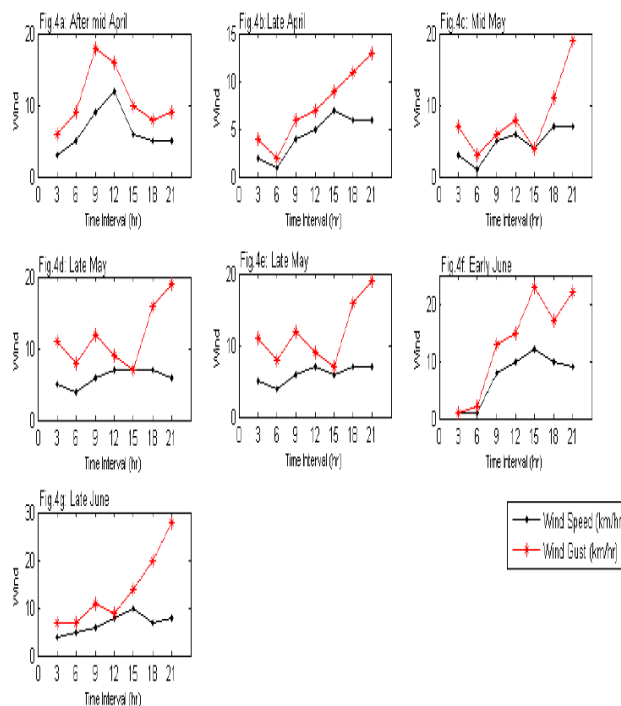 Fig.4a: After mid April
20
10
0
Wind
0 3 6 9 12 15 18 21
Time Interval (hr)
Fig.4b: Late April
15
10
5
0
Wind
0 3 6 9 12 15 18 21
Time Interval (hr)
Fig.4c: Mid May
20
10
0
Wind
0 3 6 9 12 15 18 21
Time Interval (hr)
Fig.4d: Late May
20
10
0
Wind
0 3 6 9 12 15 18 21
Time Interval (hr)
Fig.4e: Late May
20
10
0
Wind
0 3 6 9 12 15 18 21
Time Interval (hr)
Fig.4f: Early June
20
10
0
Wind
0 3 6 9 12 15 18 21
Time Interval (hr)
Fig.4g: Late June
30
20
10
0
Wind
0 3 6 9 12 15 18 21
Time Interval (hr)
Wind Speed (km/hr
Wind Gust (km/hr)